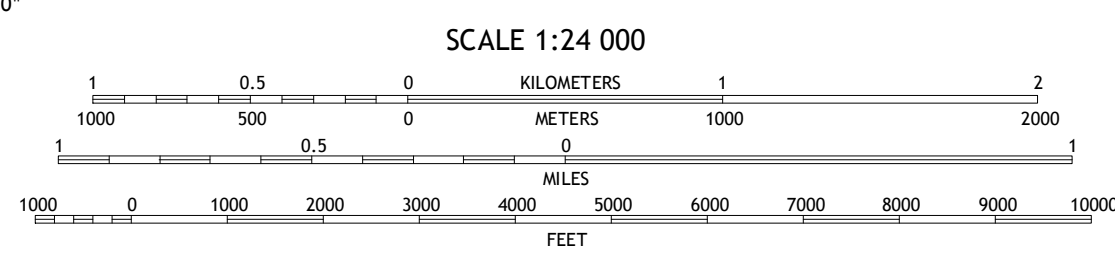 0"
SCALE 1:24 000
1 0.5 0 KILOMETERS 1 2
1000 500 0 METERS 1000 2000
1 0.5 0 1
MILES
1000 0 1000 2000 3000 4000 5000 6000 7000 8000 9000 10000
FEET